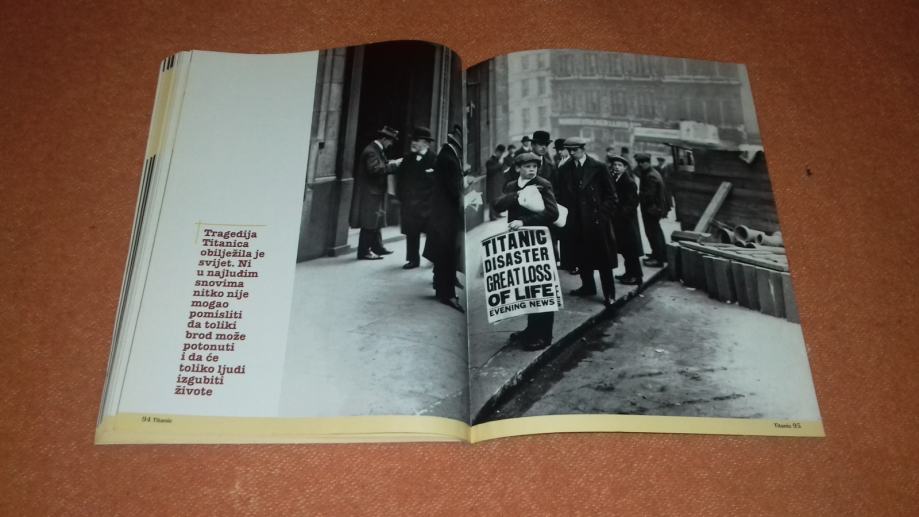 Tragedija
Titanica
obilježila je
svijet. Ni
u najluđim
snovima
nitko nije
mogao
pomisliti
da toliki
brod može
potonuti
i da će
toliko ljudi
izgubiti
živote
94 Titanic
TITANIC
DISASTER
GREAT LOSS
OF LIFE
EVENING NEWS
Titanic 95